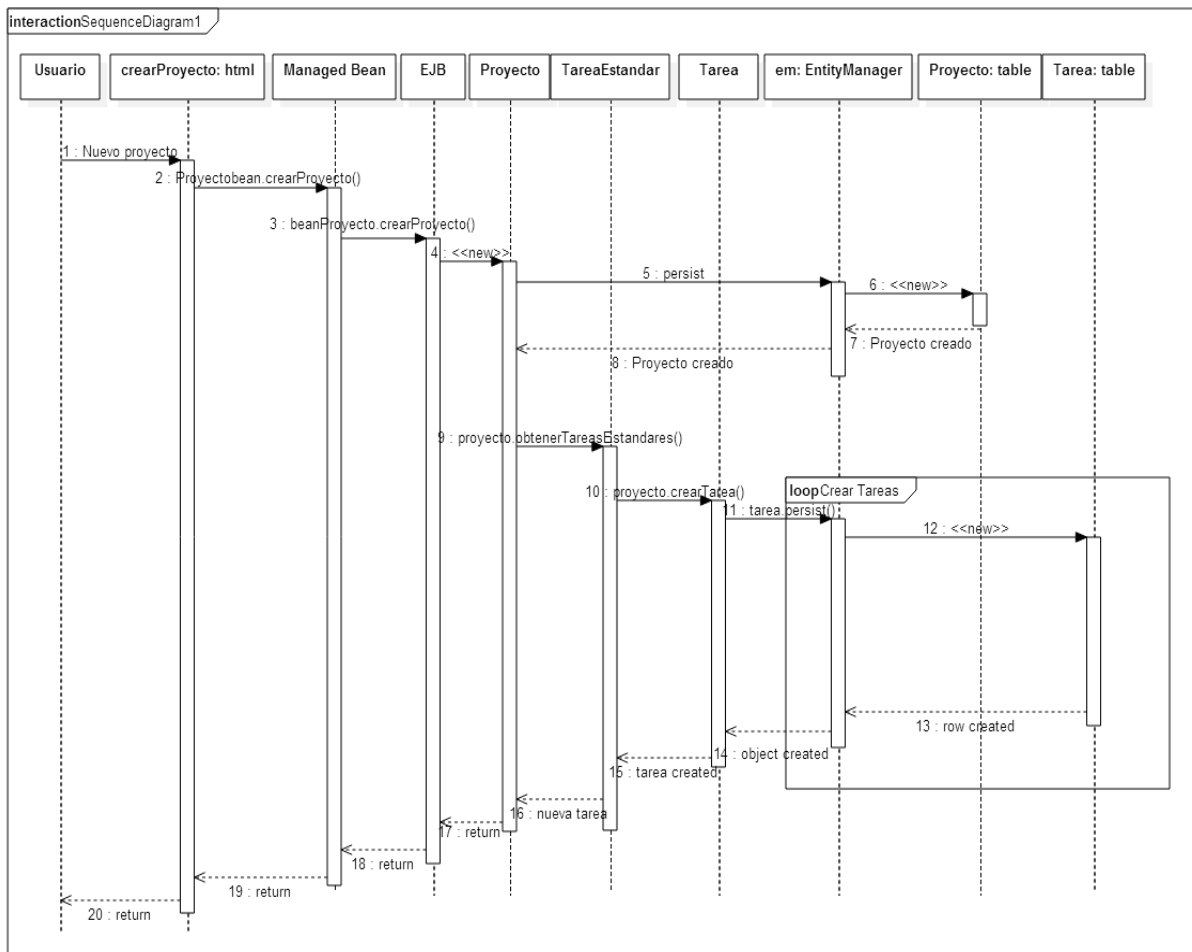 interactionSequenceDiagram1
Usuario
crearProyecto: html
Managed Bean
EJB
Proyecto
TareaEstandar
Tarea
em: EntityManager
Proyecto: table
Tarea: table
1 : Nuevo proyecto
2 : Proyectobean.crearProyecto()
3 : beanProyecto.crearProyecto()
4 : <<new>>
5 : persist
6 : <<new>>
7 : Proyecto creado
8 : Proyecto creado
9 : proyecto.obtenerTareasEstandares()
loopCrear Tareas
10 : proyecto.crearTarea()
11 : tarea.persist()
12 : <<new>>
13 : row created
14 : object created
15 : tarea created
16 : nueva tarea
17 : return
18 : return
19 : return
20 : return